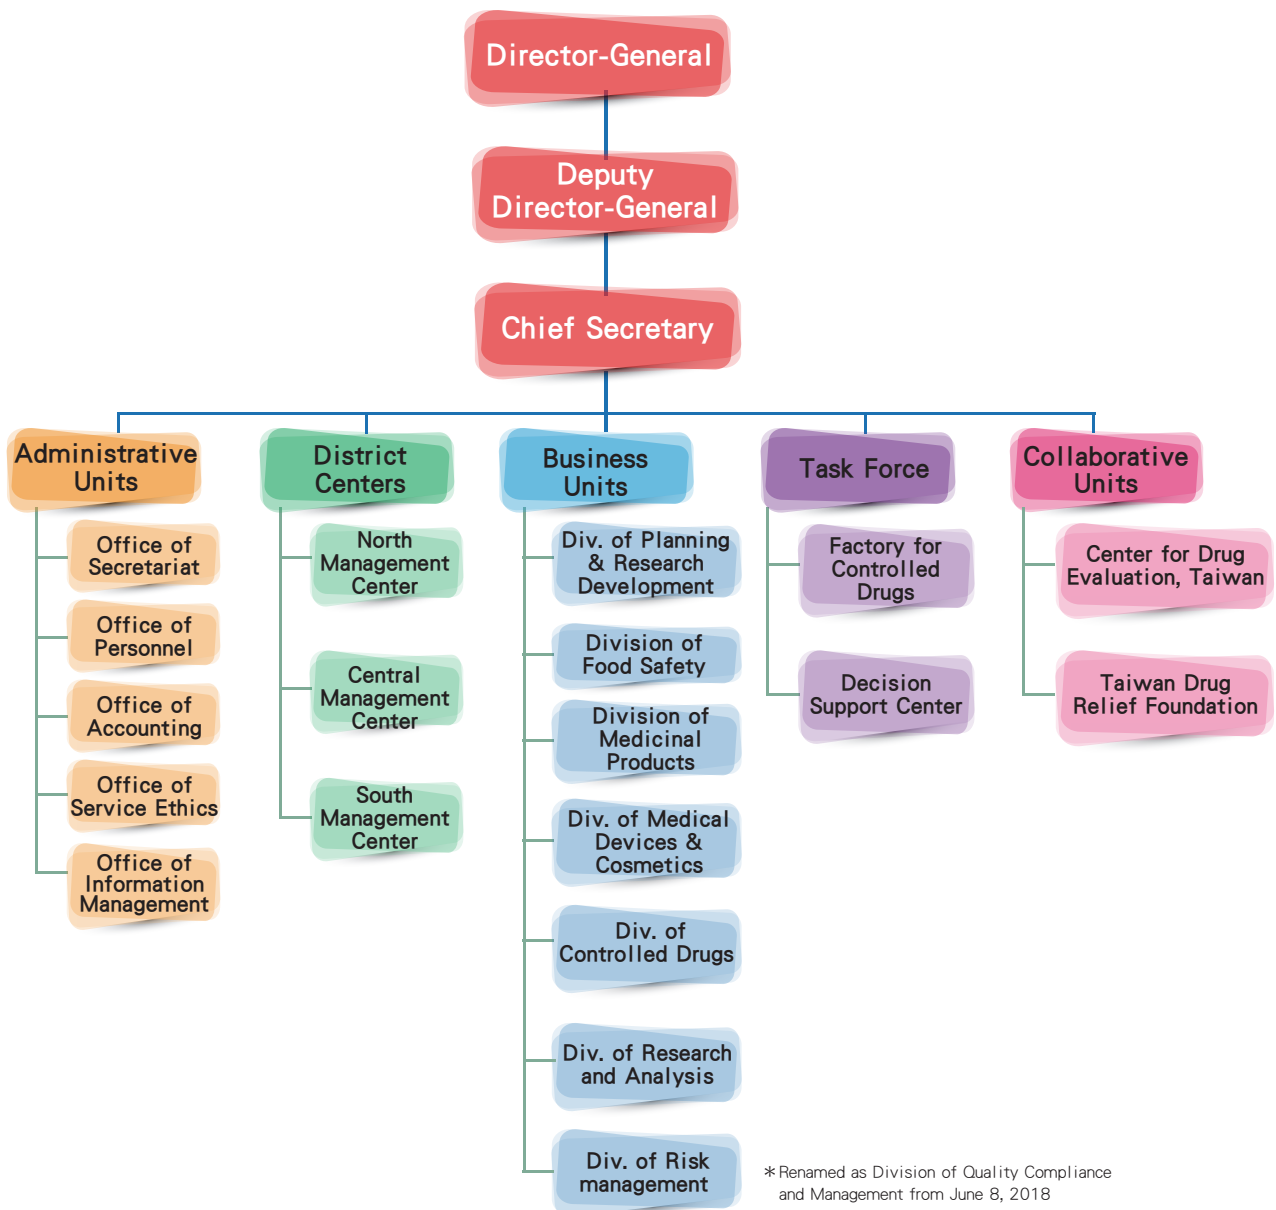 Director-General
Deputy
Director-General
Chief Secretary
Administrative
Units
Office of
Secretariat
Office of
Personnel
Office of
Accounting
Office of
Service Ethics
Office of
Information
Management
District
Centers
North
Management
Center
Central
Management
Center
South
Management
Center
Business
Units
Div. of Planning
& Research
Development
Division of
Food Safety
Division of
Medicinal
Products
Div. of Medical
Devices &
Cosmetics
Div. of
Controlled Drugs
Div. of Research
and Analysis
Div. of Risk
management
Task Force
Factory for
Controlled
Drugs
Decision
Support Center
Collaborative
Units
Center for Drug
Evaluation, Taiwan
Taiwan Drug
Relief Foundation
* Renamed as Division of Quality Compliance
and Management from June 8, 2018